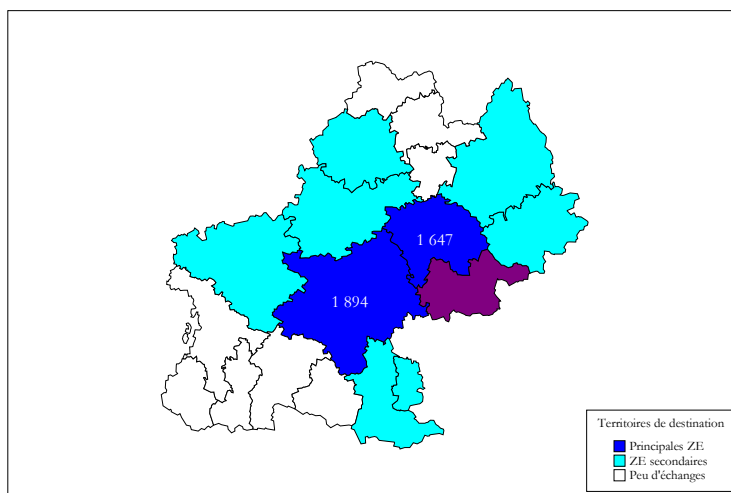 1 647
1 894
Territoires de destination
Principales ZE
ZE secondaires
Peu d'échanges